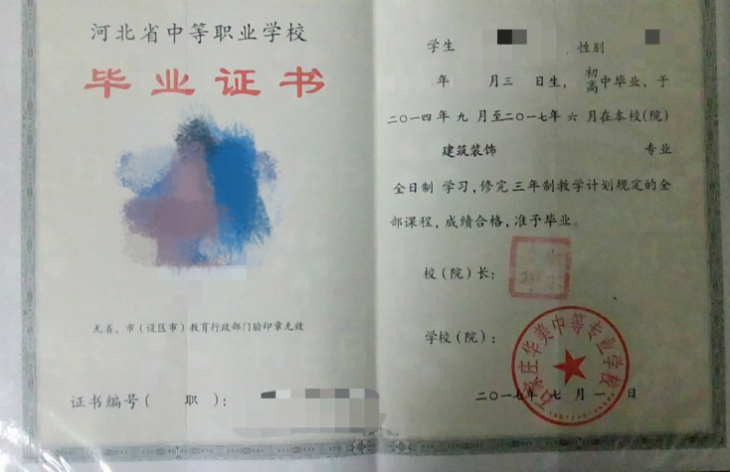 河北省中等职业学校
毕业证书
无省、市(设区市)教育行政部门验印章无效
证书编号( 职):
学生 性别
年 月三 日生, 初高中毕业,于
二〇一四年九 月至二〇一七年六 月在本校(院)
建筑装饰 专业
全日制 学习,修完三年制教学计划规定的全
部课程,成绩合格,准予毕业。
校(院)长:
学校(院):
石家庄华美中等专业学校
二〇一七年七 月一 日